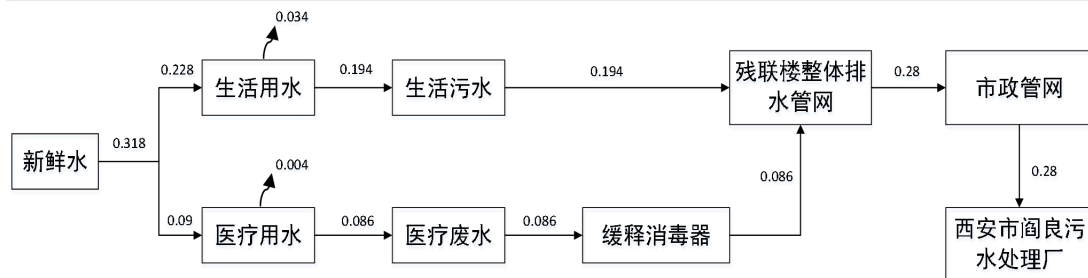 0.034
0.228
生活用水
0.194
生活污水
0.194
残联楼整体排
水管网
0.28
市政管网
新鲜水
0.318
0.004
0.086
0.28
0.09
医疗用水
0.086
医疗废水
0.086
缓释消毒器
西安市阎良污
水处理厂